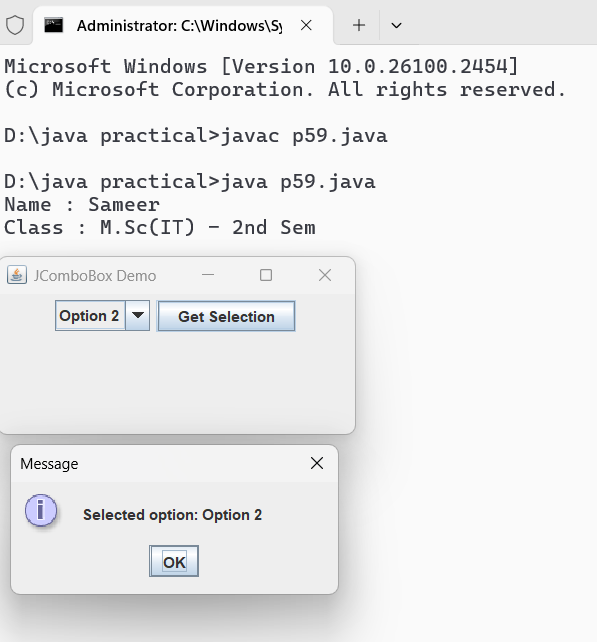 Administrator: C:\Windows\Sy
Microsoft Windows [Version 10.0.26100.2454]
(c) Microsoft Corporation. All rights reserved.
D:\java practical>javac p59.java
D:\java practical>java p59.java
Name : Sameer
Class : M.Sc(IT) - 2nd Sem
JComboBox Demo
Option 2 Get Selection
Message
i Selected option: Option 2
OK